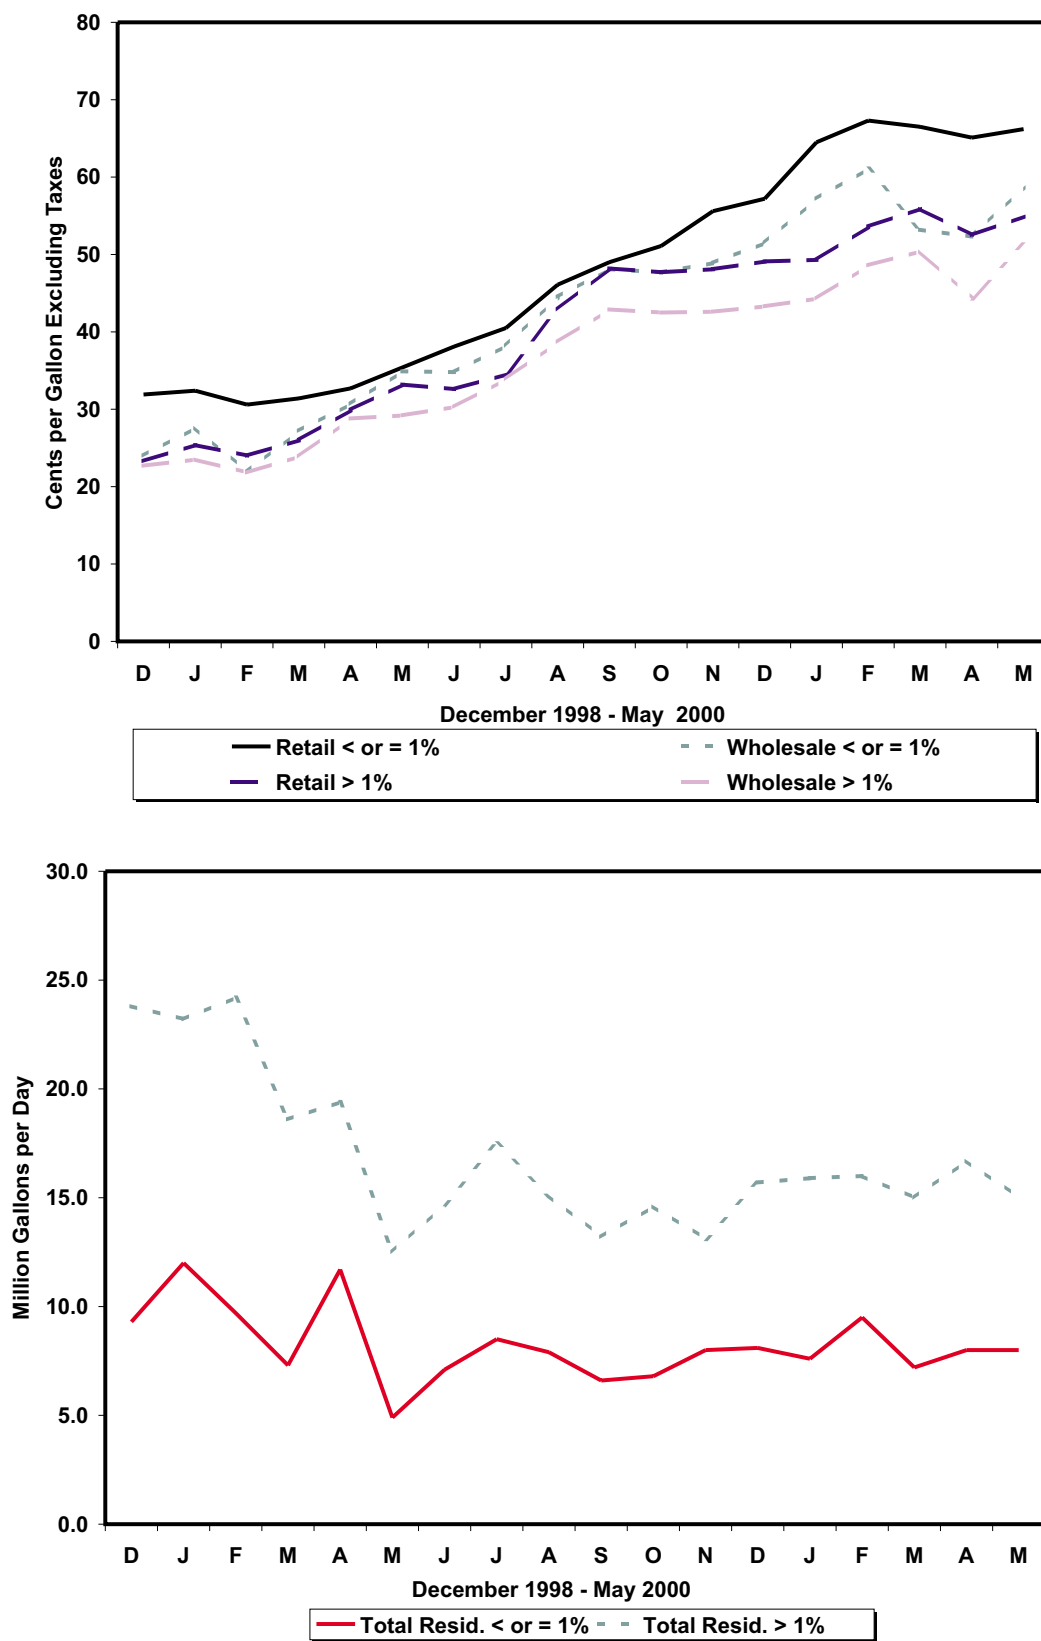 80
70
60
50
40
30
20
10
0
Cents per Gallon Excluding Taxes
D J F M A M J J A S O N D J F M A M
December 1998 - May 2000
Retail < or = 1% Wholesale < or = 1%
Retail > 1% Wholesale > 1%
30.0
25.0
20.0
15.0
10.0
5.0
0.0
Million Gallons per Day
D J F M A M J J A S O N D J F M A M
December 1998 - May 2000
Total Resid. < or = 1% Total Resid. > 1%